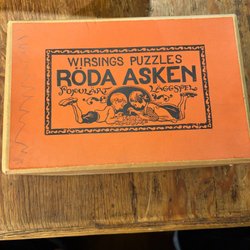 WIRSINGS PUZZLES
RÖDA ASKEN
POPULÄRT LÄGGSPEL